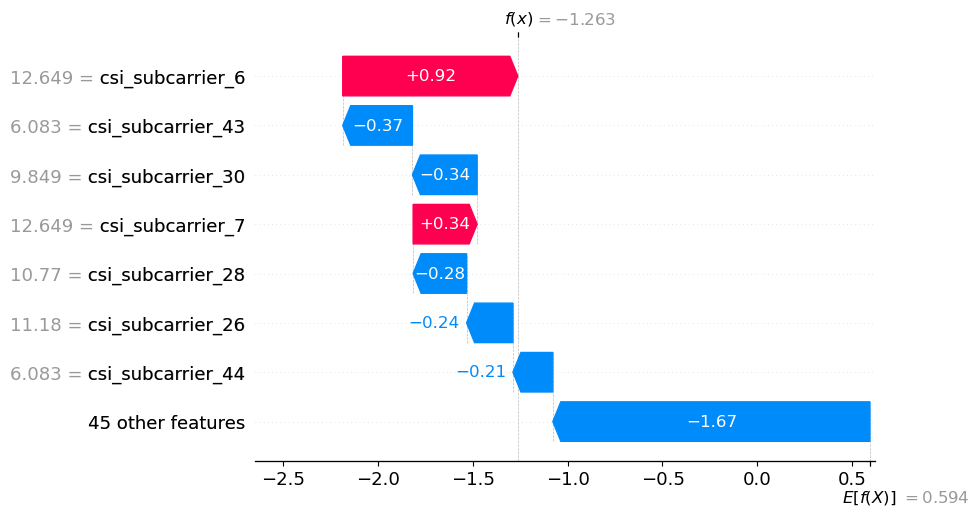 f(x) = −1.263
12.649 = csi_subcarrier_6
+0.92
6.083 = csi_subcarrier_43
−0.37
9.849 = csi_subcarrier_30
−0.34
12.649 = csi_subcarrier_7
+0.34
10.77 = csi_subcarrier_28
−0.28
11.18 = csi_subcarrier_26
−0.24
6.083 = csi_subcarrier_44
−0.21
45 other features
−1.67
−2.5 −2.0 −1.5 −1.0 −0.5 0.0 0.5
E[f(X)] = 0.594